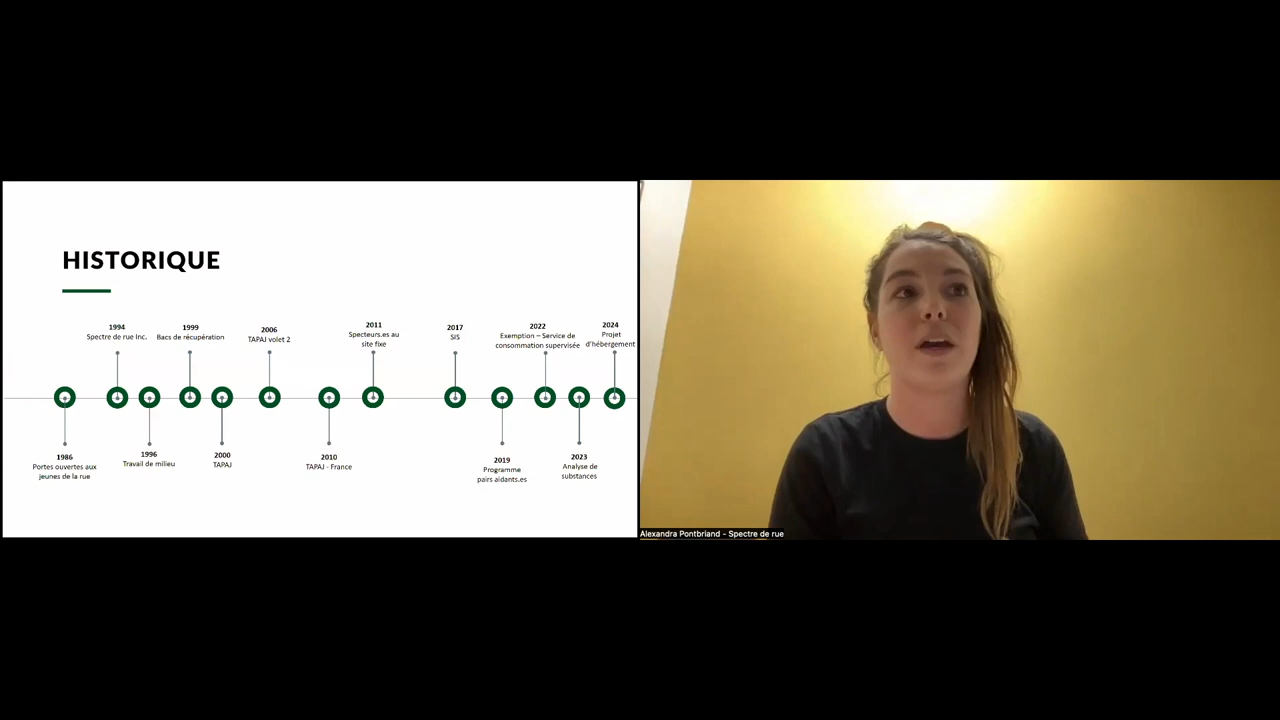 HISTORIQUE
1994
Spectre de rue Inc.
1999
Bacs de récupération
2006
TAPAJ volet 2
2011
Specteurs.es au
site fixe
2017
SIS
2022
Exemption – Service de
consommation supervisée
2024
Projet
d'hébergement
1986
Portes ouvertes aux
jeunes de la rue
1996
Travail de milieu
2000
TAPAJ
2010
TAPAJ - France
2019
Programme
pairs aidants.es
2023
Analyse de
substances
Alexandra Pontbriand - Spectre de rue